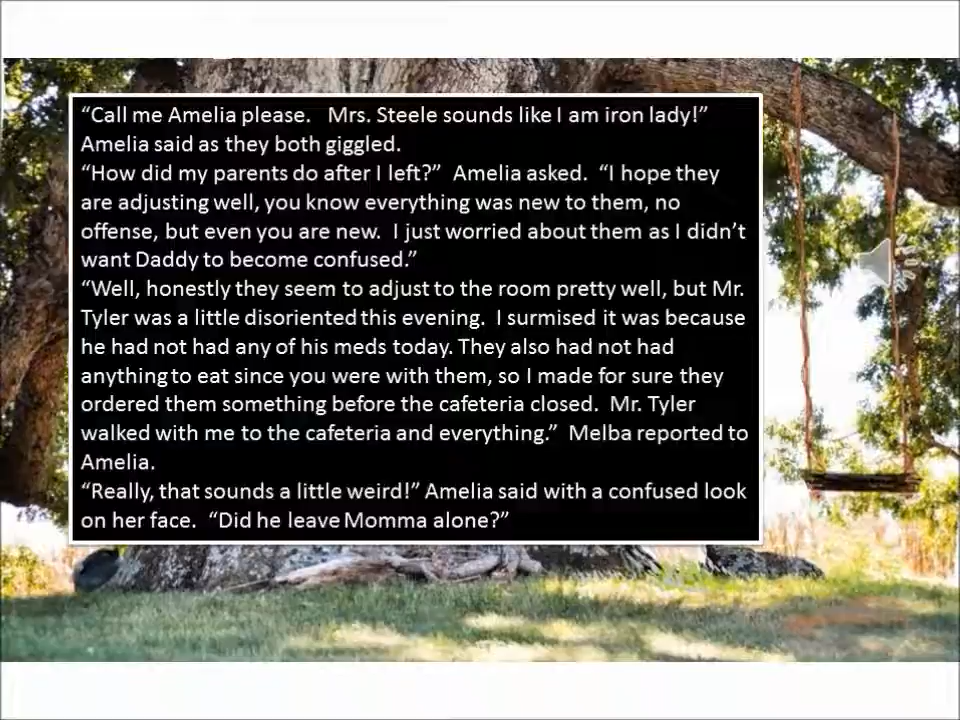 “Call me Amelia please.   Mrs. Steele sounds like I am iron lady!”
Amelia said as they both giggled.
“How did my parents do after I left?”  Amelia asked.  “I hope they
are adjusting well, you know everything was new to them, no
offense, but even you are new.  I just worried about them as I didn’t
want Daddy to become confused.”
“Well, honestly they seem to adjust to the room pretty well, but Mr.
Tyler was a little disoriented this evening.  I surmised it was because
he had not had any of his meds today. They also had not had
anything to eat since you were with them, so I made for sure they
ordered them something before the cafeteria closed.  Mr. Tyler
walked with me to the cafeteria and everything.”  Melba reported to
Amelia.
“Really, that sounds a little weird!” Amelia said with a confused look
on her face.  “Did he leave Momma alone?”